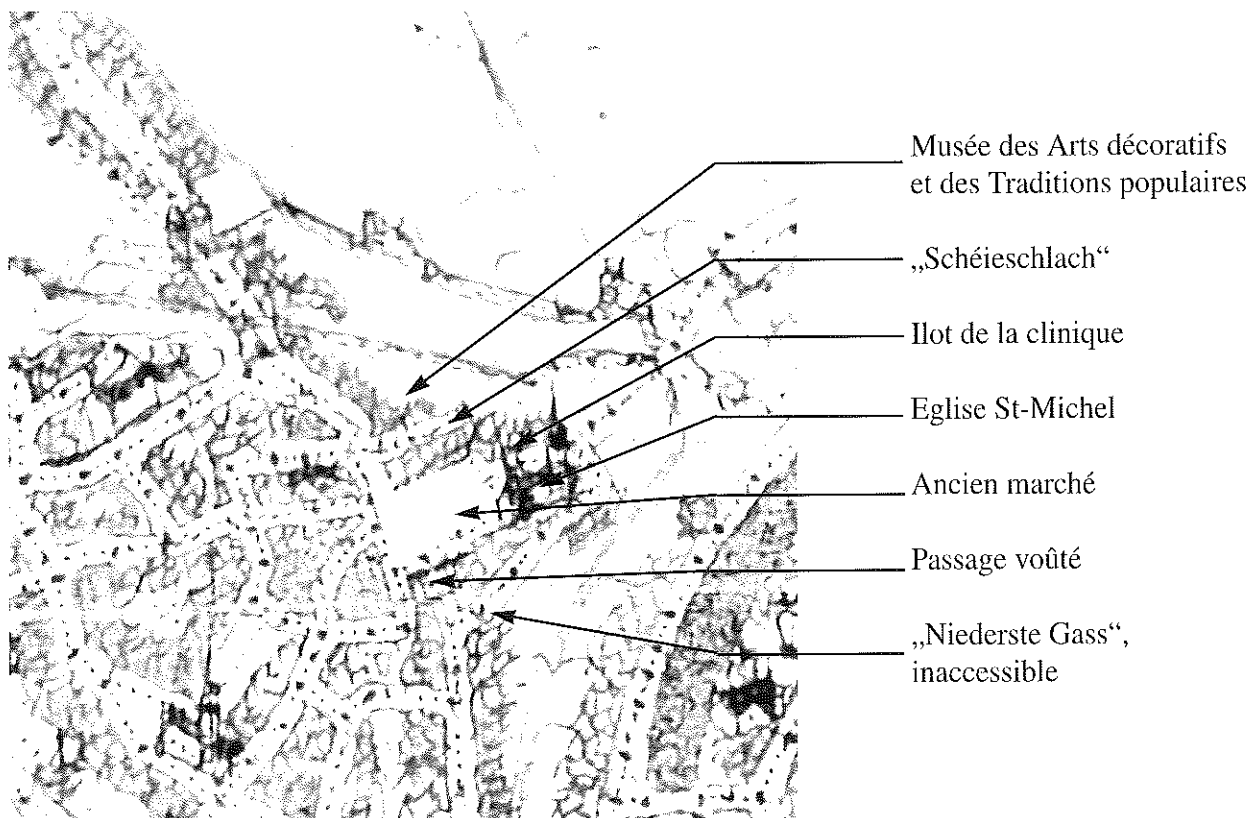 Musée des Arts décoratifs
et des Traditions populaires
„Schéieschlach“
Ilot de la clinique
Eglise St-Michel
Ancien marché
Passage voûté
„Niederste Gass“,
inaccessible